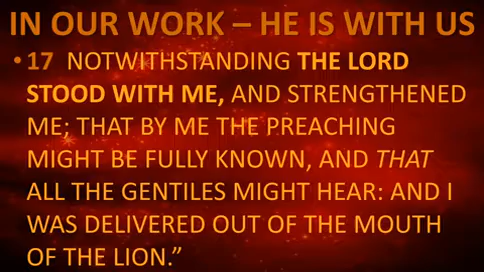 IN OUR WORK – HE IS WITH US
• 17 NOTWITHSTANDING THE LORD
STOOD WITH ME, AND STRENGTHENED
ME; THAT BY ME THE PREACHING
MIGHT BE FULLY KNOWN, AND THAT
ALL THE GENTILES MIGHT HEAR: AND I
WAS DELIVERED OUT OF THE MOUTH
OF THE LION.”